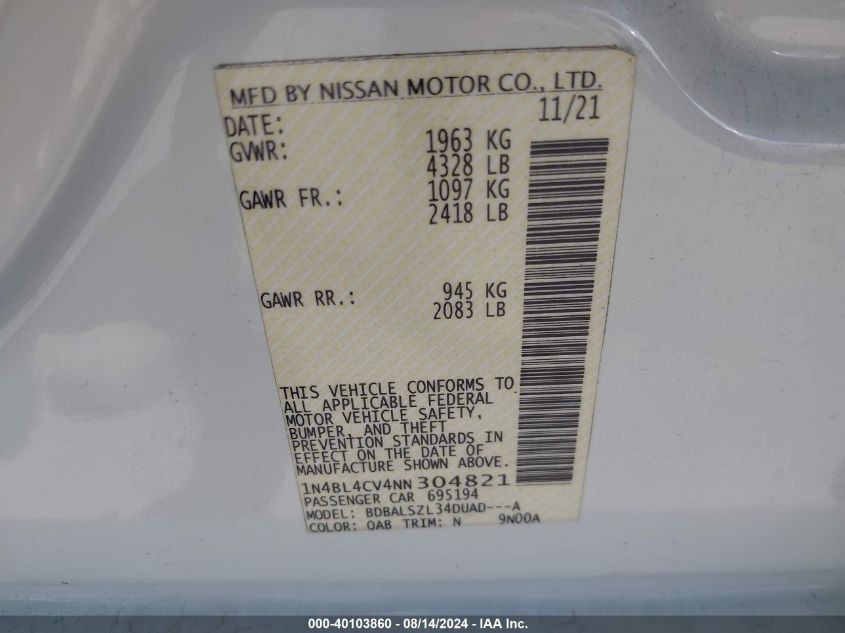 MFD BY NISSAN MOTOR CO., LTD.
DATE: 11/21
GVWR: 1963 KG
4328 LB
GAWR FR.: 1097 KG
2418 LB
GAWR RR.: 945 KG
2083 LB
THIS VEHICLE CONFORMS TO
ALL APPLICABLE FEDERAL
MOTOR VEHICLE SAFETY,
BUMPER, AND THEFT
PREVENTION STANDARDS IN
EFFECT ON THE DATE OF
MANUFACTURE SHOWN ABOVE.
1N4BL4CV4NN 304821
PASSENGER CAR 695194
MODEL: BDBALSZL34DUAD---A
COLOR: QAB TRIM: N 9N00A
000-40103860 - 08/14/2024 - IAA Inc.